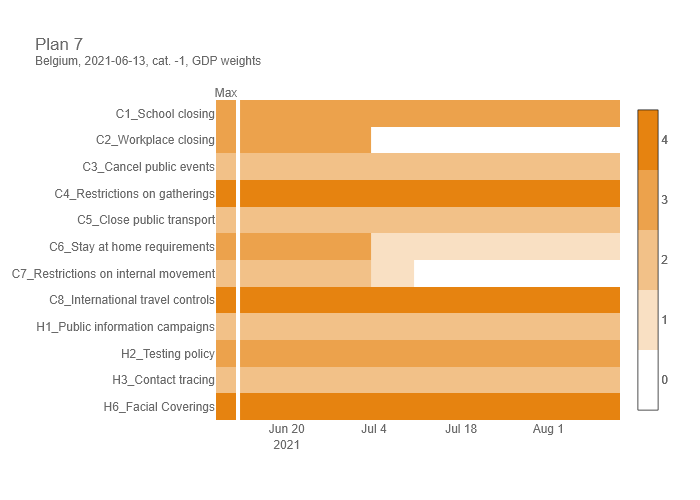 Plan 7
Belgium, 2021-06-13, cat. -1, GDP weights
Max
C1_School closing
C2_Workplace closing
C3_Cancel public events
C4_Restrictions on gatherings
C5_Close public transport
C6_Stay at home requirements
C7_Restrictions on internal movement
C8_International travel controls
H1_Public information campaigns
H2_Testing policy
H3_Contact tracing
H6_Facial Coverings
Jun 20 Jul 4 Jul 18 Aug 1
2021
4
3
2
1
0